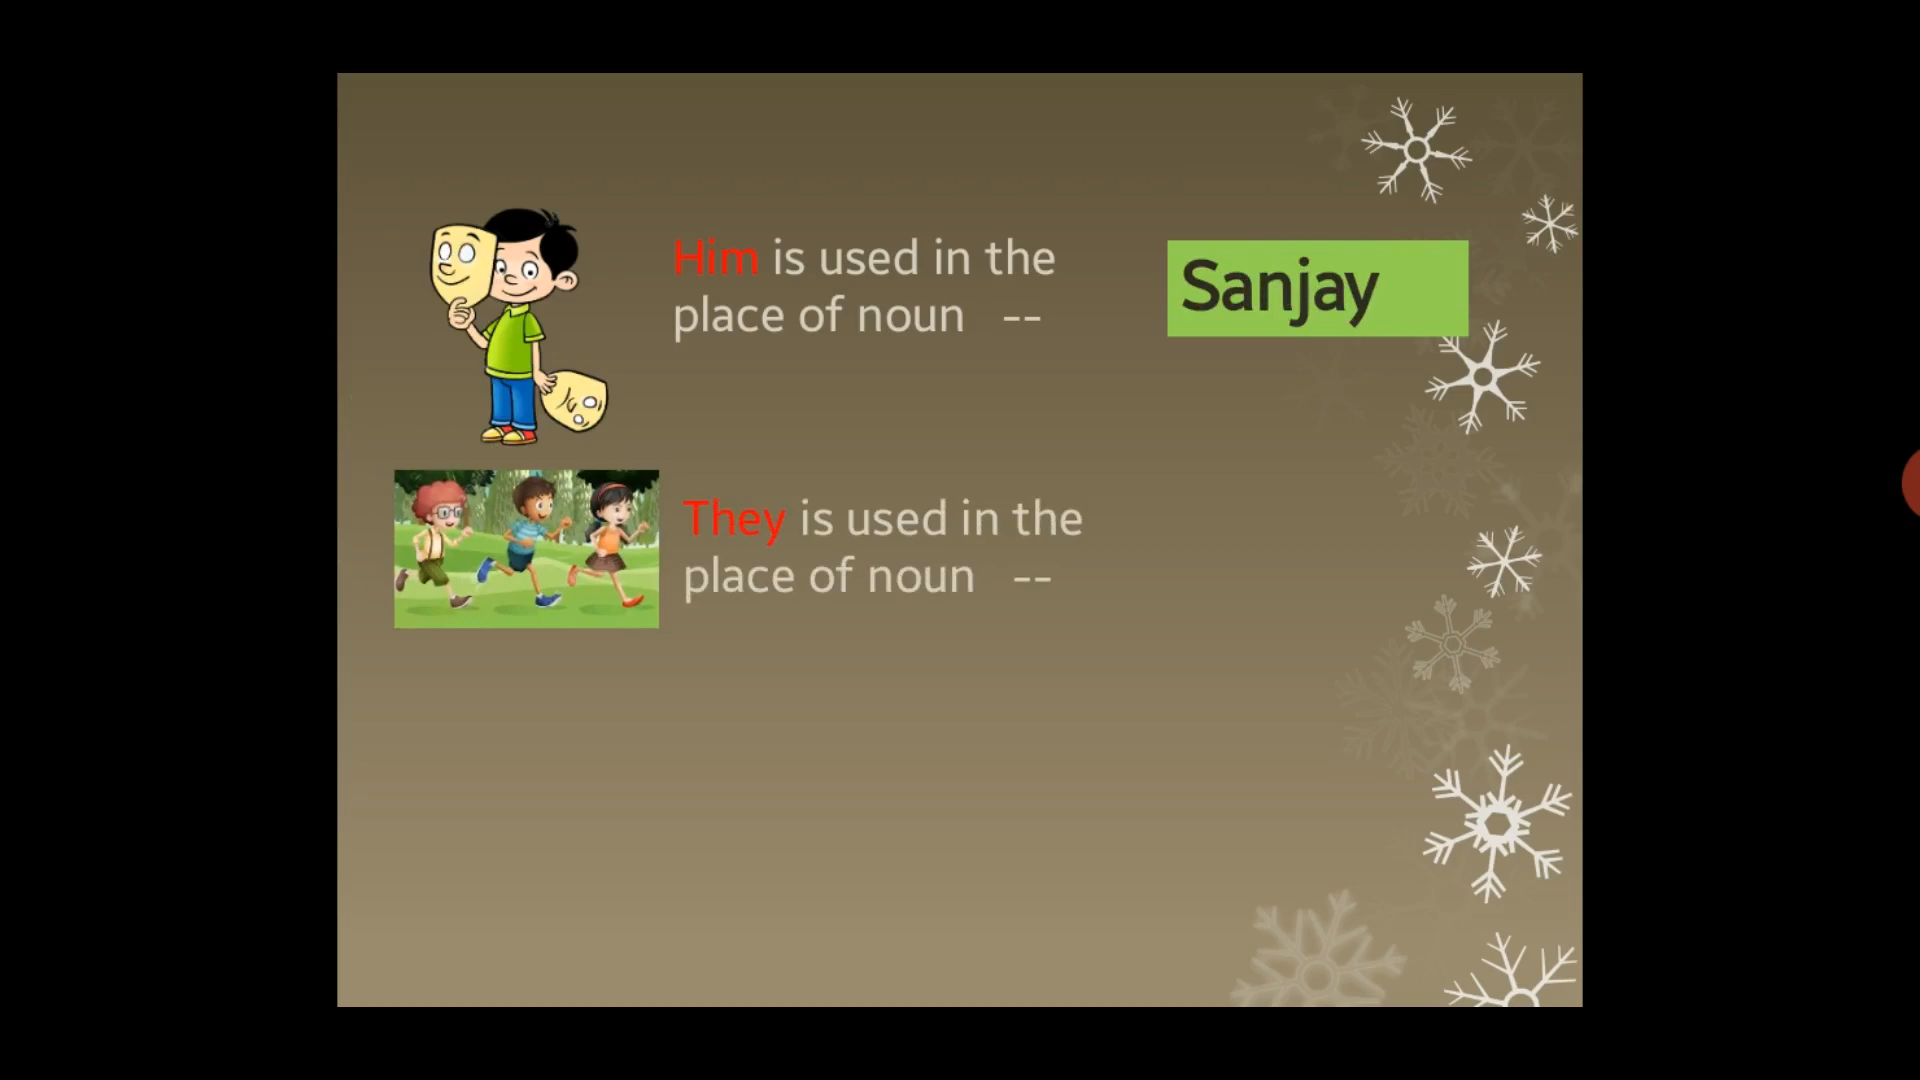 Him is used in the
place of noun   --
Sanjay
They is used in the
place of noun   --